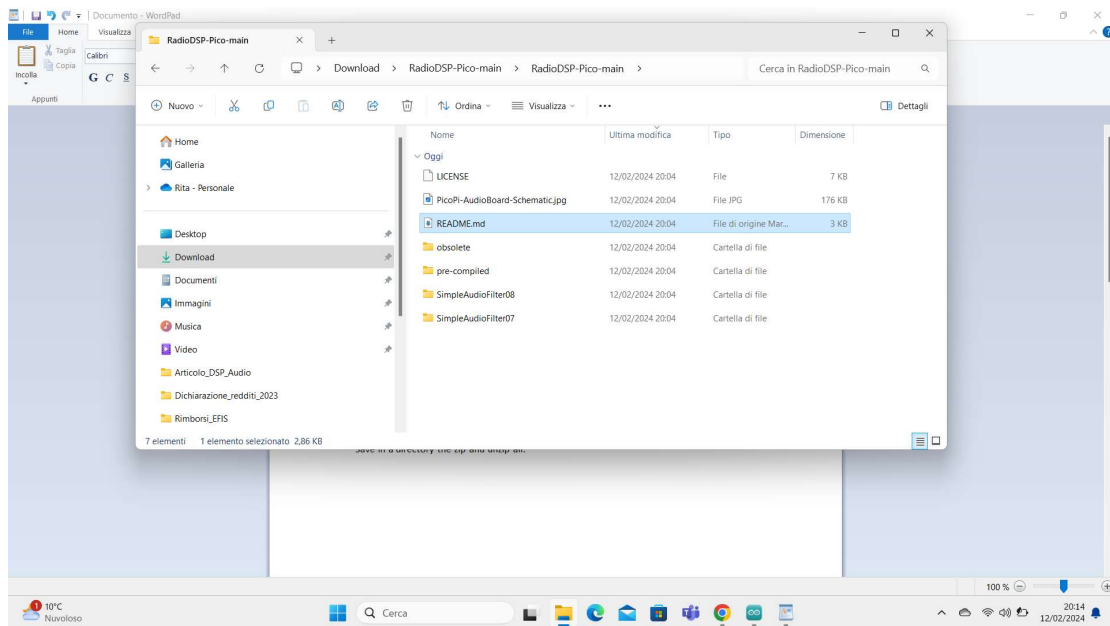 Documento - WordPad
File Home Visualizza
Incolla
Taglia
Copia
Appunti
Calibri
G C S
RadioDSP-Pico-main
Download > RadioDSP-Pico-main > RadioDSP-Pico-main >
Cerca in RadioDSP-Pico-main
Nuovo
Ordina
Visualizza
Dettagli
Home
Galleria
Rita - Personale
Desktop
Download
Documenti
Immagini
Musica
Video
Articolo_DSP_Audio
Dichiarazione_redditi_2023
Rimborsi_EFIS
Nome Ultima modifica Tipo Dimensione
Oggi
LICENSE 12/02/2024 20:04 File 7 KB
PicoPi-AudioBoard-Schematic.jpg 12/02/2024 20:04 File JPG 176 KB
README.md 12/02/2024 20:04 File di origine Mar... 3 KB
obsolete 12/02/2024 20:04 Cartella di file
pre-compiled 12/02/2024 20:04 Cartella di file
SimpleAudioFilter08 12/02/2024 20:04 Cartella di file
SimpleAudioFilter07 12/02/2024 20:04 Cartella di file
7 elementi 1 elemento selezionato 2,86 KB
Save in a directory the zip and unzip all.
100 %
1
10°C
Nuvoloso
Cerca
20:14
12/02/2024